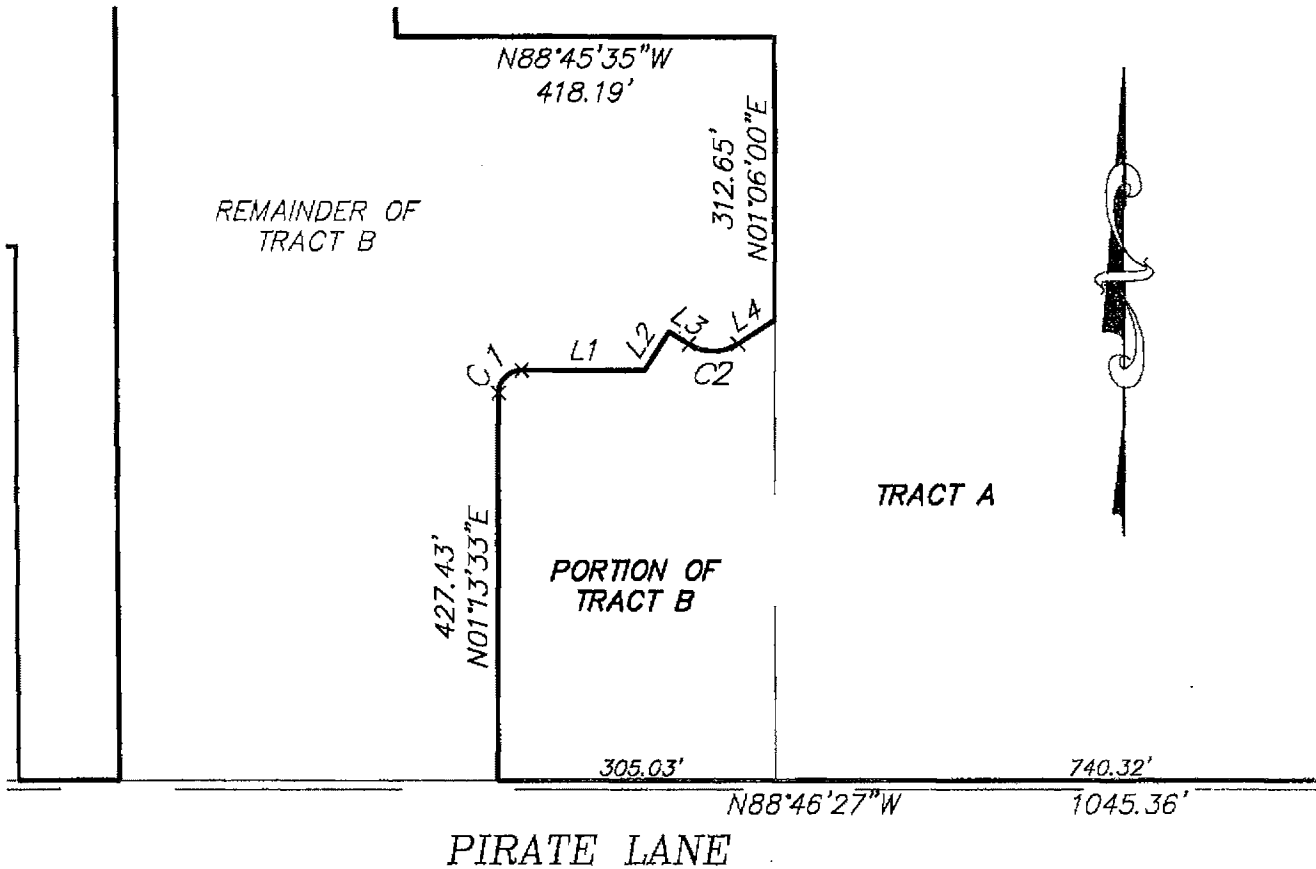 N88°45'35"W
418.19'
312.65'
N01°06'00"E
REMAINDER OF
TRACT B
L4
L3
L2
L1
C2
C1
TRACT A
427.43'
N01°13'33"E
PORTION OF
TRACT B
305.03'
740.32'
N88°46'27"W
1045.36'
PIRATE LANE